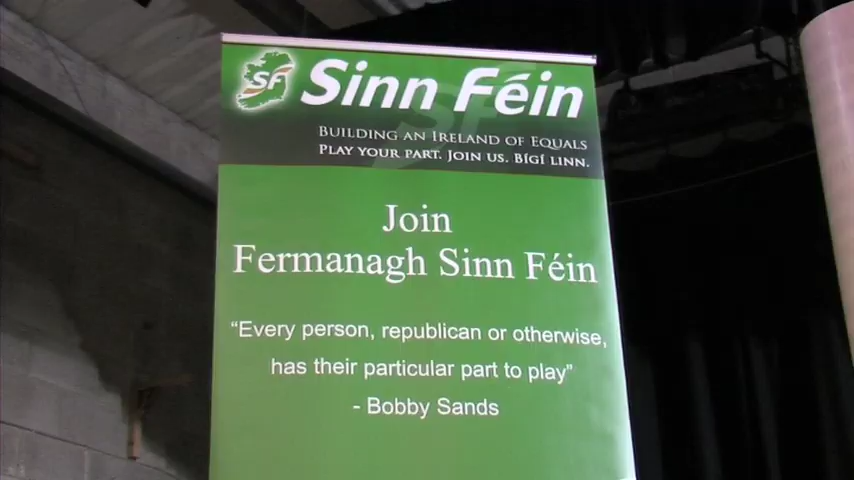 SF
Sinn Féin
BUILDING AN IRELAND OF EQUALS
PLAY YOUR PART. JOIN US. BÍGÍ LINN.
Join
Fermanagh Sinn Féin
“Every person, republican or otherwise,
has their particular part to play”
- Bobby Sands